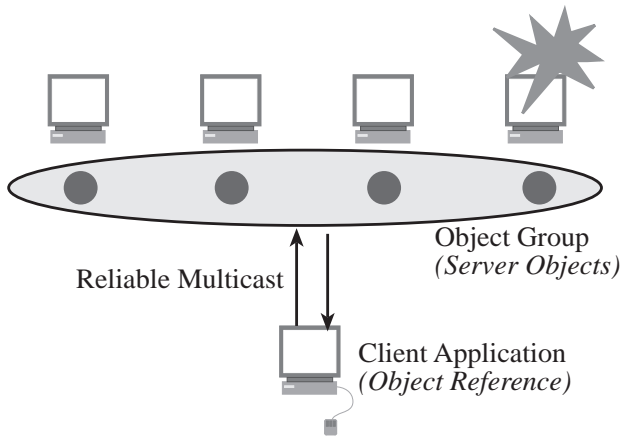 Object Group
(Server Objects)
Reliable Multicast
Client Application
(Object Reference)